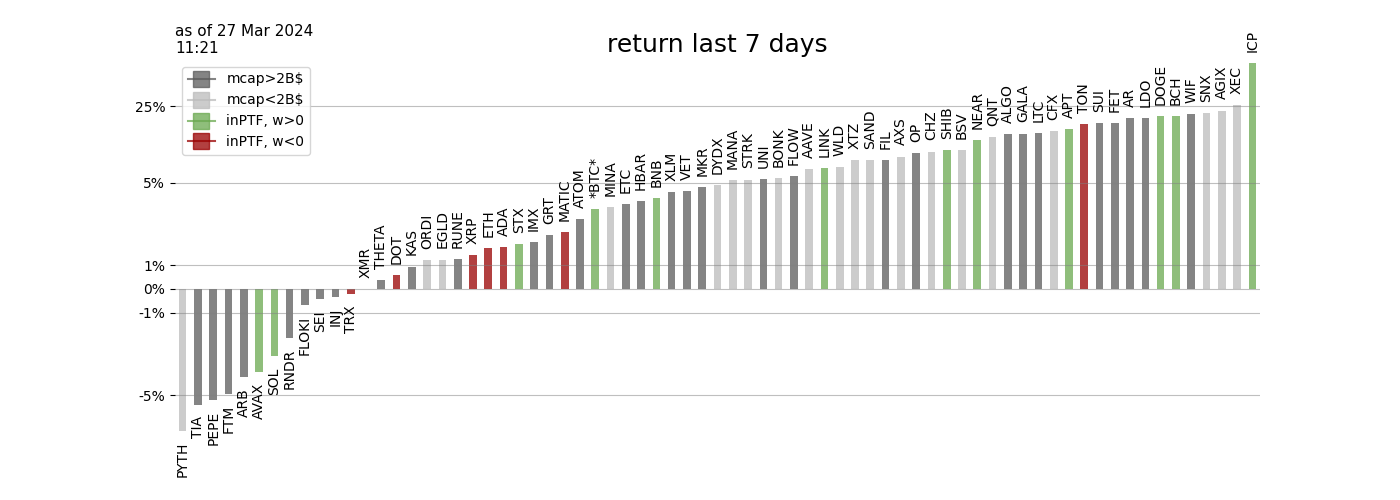 as of 27 Mar 2024
11:21
return last 7 days
mcap>2B$
mcap<2B$
inPTF, w>0
inPTF, w<0
25%
5%
1%
0%
-1%
-5%
PYTH
TIA
PEPE
FTM
ARB
AVAX
SOL
RNDR
FLOKI
SEI
INJ
TRX
XMR
THETA
DOT
KAS
ORDI
EGLD
RUNE
XRP
ETH
ADA
STX
IMX
GRT
MATIC
ATOM
*BTC*
MINA
ETC
HBAR
BNB
XLM
VET
MKR
DYDX
MANA
STRK
UNI
BONK
FLOW
AAVE
LINK
WLD
XTZ
SAND
FIL
AXS
OP
CHZ
SHIB
BSV
NEAR
QNT
ALGO
GALA
LTC
CFX
APT
TON
SUI
FET
AR
LDO
DOGE
BCH
WIF
SNX
AGIX
XEC
ICP